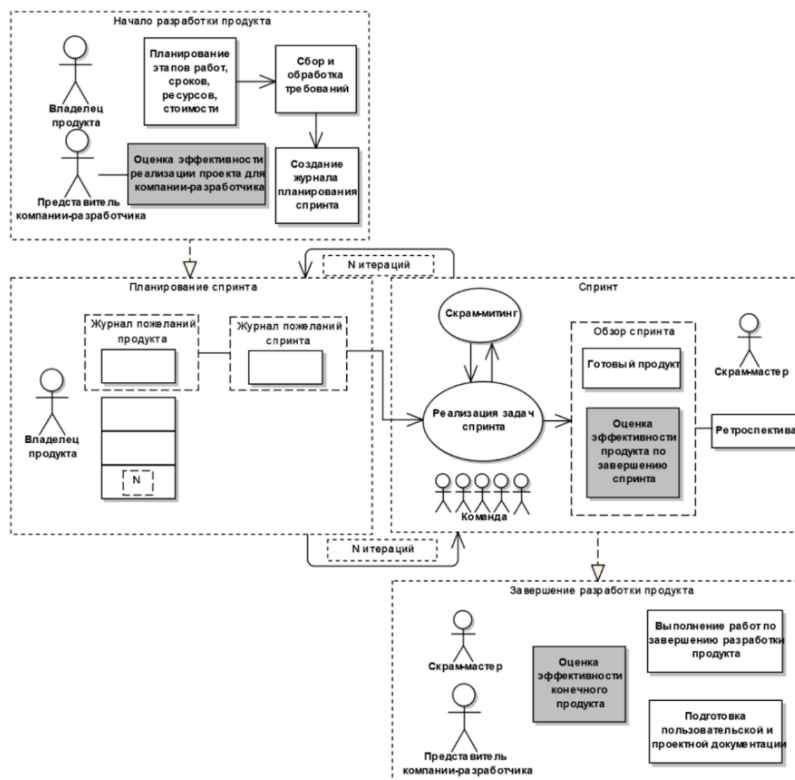 Начало разработки продукта
Владелец
продукта
Планирование
этапов работ,
сроков,
ресурсов,
стоимости
Сбор и
обработка
требований
Представитель
компании-разработчика
Оценка эффективности
реализации проекта для
компании-разработчика
Создание
журнала
планирования
спринта
N итераций
Планирование спринта
Журнал пожеланий
продукта
Журнал пожеланий
спринта
Владелец
продукта
N
Спринт
Скрам-митинг
Реализация задач
спринта
Команда
Обзор спринта
Готовый продукт
Оценка
эффективности
продукта по
завершению
спринта
Скрам-мастер
Ретроспектива
N итераций
Завершение разработки продукта
Скрам-мастер
Представитель
компании-разработчика
Оценка
эффективности
конечного
продукта
Выполнение работ по
завершению разработки
продукта
Подготовка
пользовательской и
проектной документации